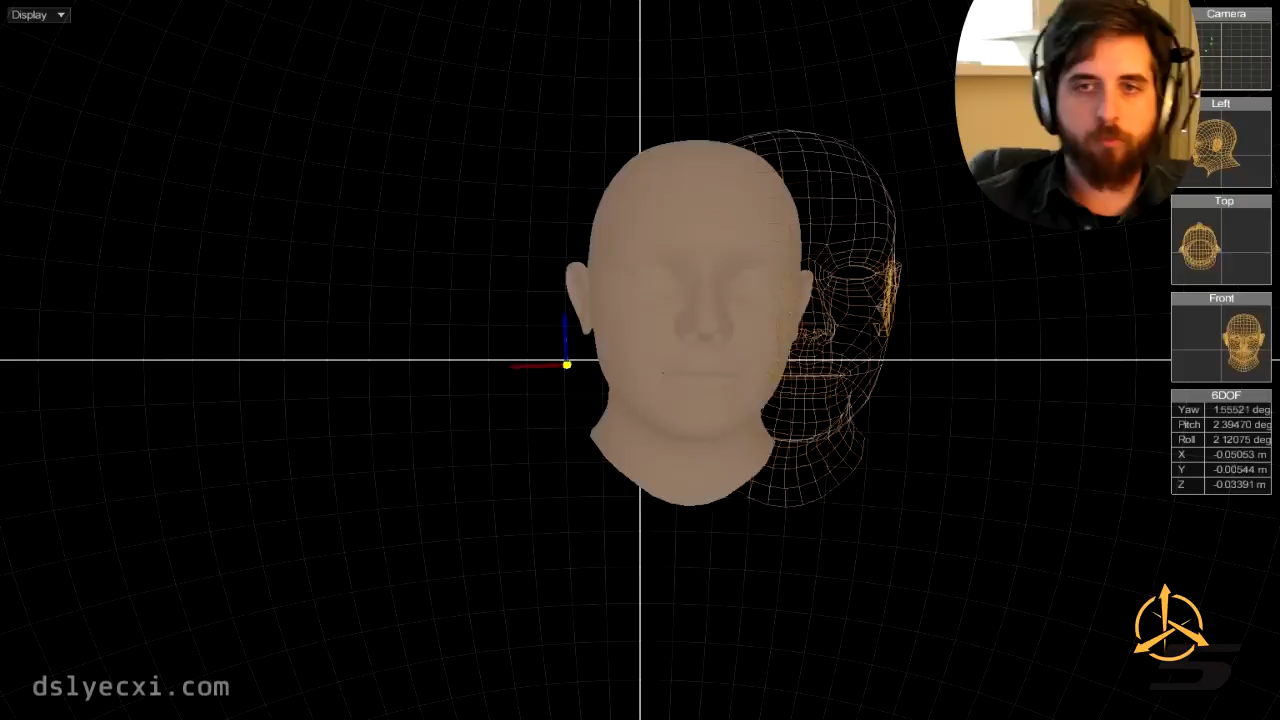 Display
Camera
Left
Top
Front
6DOF
Yaw 1.55521 deg
Pitch 2.39470 deg
Roll 2.12075 deg
X -0.05053 m
Y -0.00544 m
Z -0.03391 m
dslyecxi.com